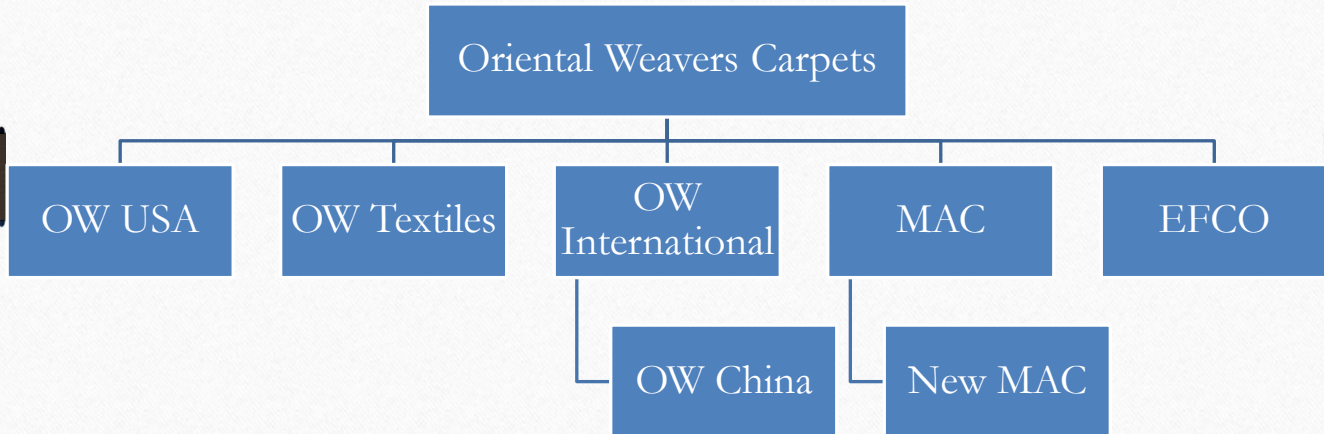 Oriental Weavers Carpets
OW USA
OW Textiles
OW
International
MAC
EFCO
OW China
New MAC